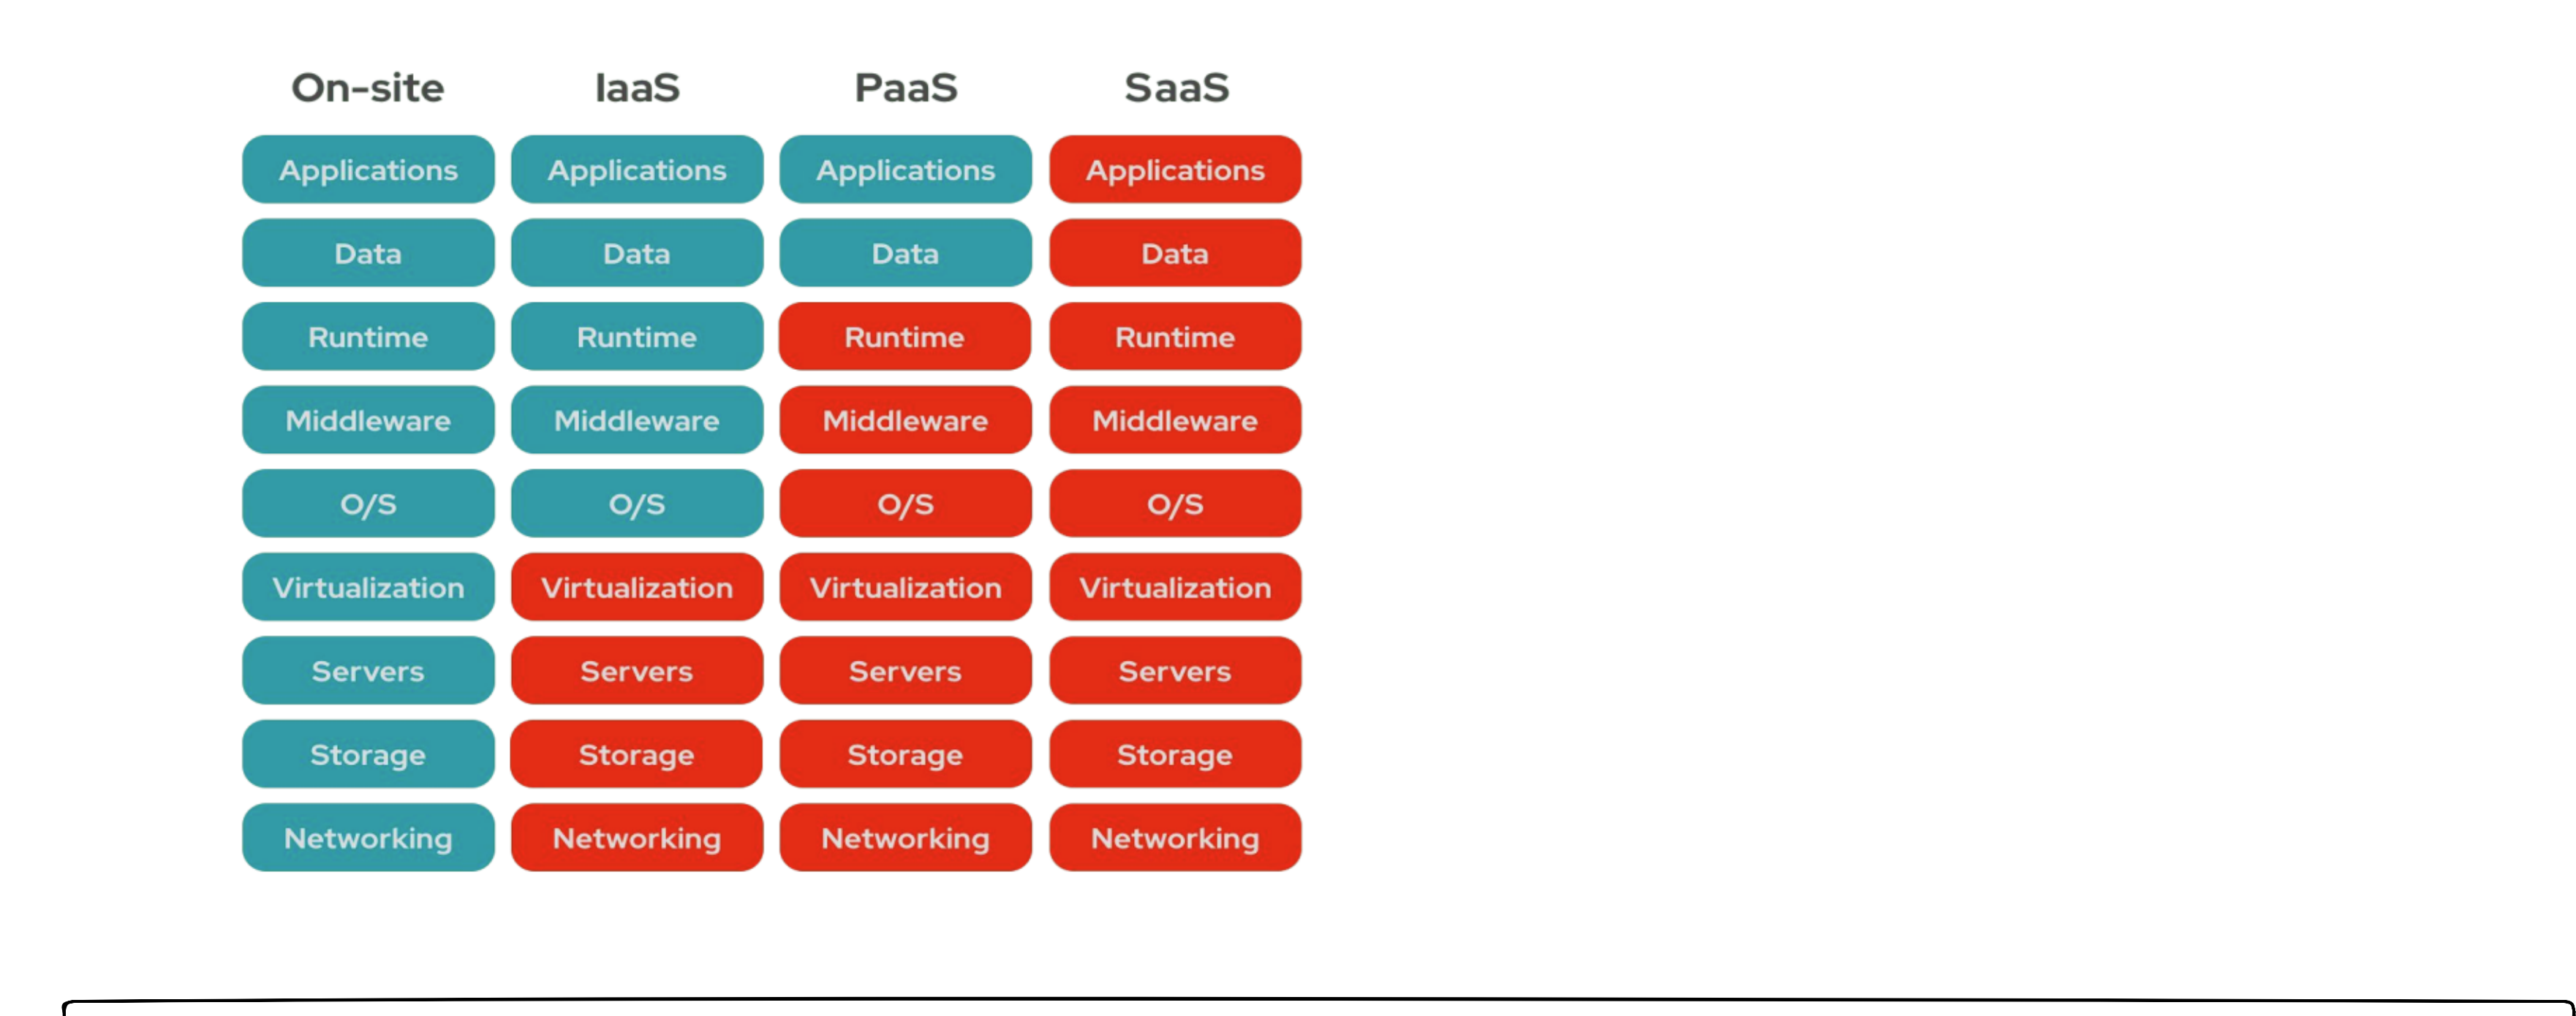 On-site IaaS PaaS SaaS
Applications Applications Applications Applications
Data Data Data Data
Runtime Runtime Runtime Runtime
Middleware Middleware Middleware Middleware
O/S O/S O/S O/S
Virtualization Virtualization Virtualization Virtualization
Servers Servers Servers Servers
Storage Storage Storage Storage
Networking Networking Networking Networking